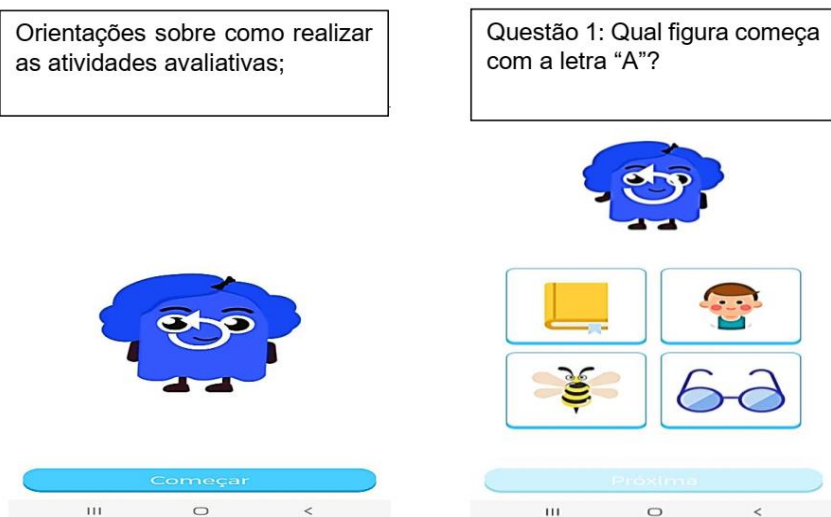 Orientações sobre como realizar
as atividades avaliativas;
Começar
Questão 1: Qual figura começa
com a letra “A”?
Próxima